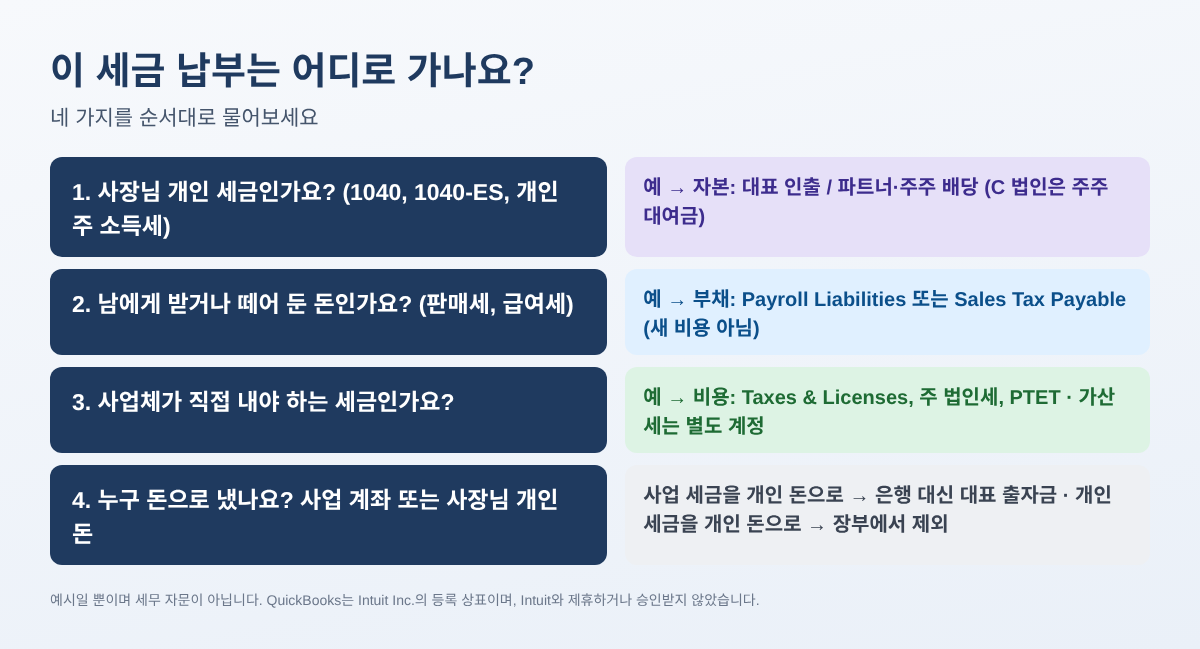 이 세금 납부는 어디로 가나요?
네 가지를 순서대로 물어보세요
1. 사장님 개인 세금인가요? (1040, 1040-ES, 개인
주 소득세)
예 → 자본: 대표 인출 / 파트너·주주 배당 (C 법인은 주주
대여금)
2. 남에게 받거나 떼어 둔 돈인가요? (판매세, 급여세)
예 → 부채: Payroll Liabilities 또는 Sales Tax Payable
(새 비용 아님)
3. 사업체가 직접 내야 하는 세금인가요?
예 → 비용: Taxes & Licenses, 주 법인세, PTET · 가산
세는 별도 계정
4. 누구 돈으로 냈나요? 사업 계좌 또는 사장님 개인
돈
사업 세금을 개인 돈으로 → 은행 대신 대표 출자금 · 개인
세금을 개인 돈으로 → 장부에서 제외
예시일 뿐이며 세무 자문이 아닙니다. QuickBooks는 Intuit Inc.의 등록 상표이며, Intuit와 제휴하거나 승인받지 않았습니다.